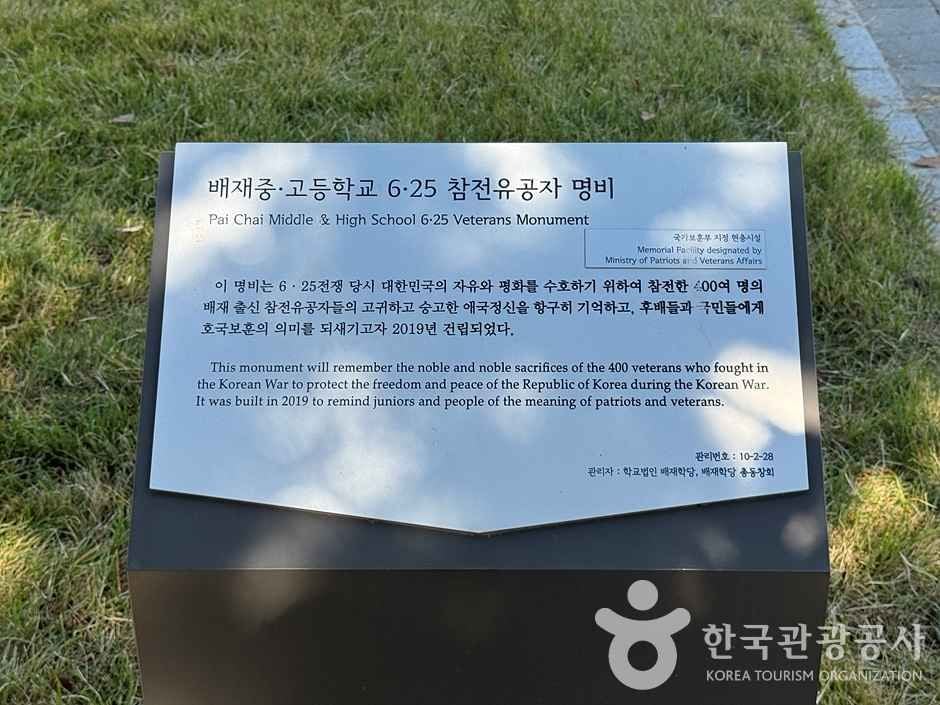 배재중·고등학교 6·25 참전유공자 명비
Pai Chai Middle & High School 6·25 Veterans Monument
국가보훈부 지정 현충시설
Memorial Facility designated by
Ministry of Patriots and Veterans Affairs
이 명비는 6 · 25전쟁 당시 대한민국의 자유와 평화를 수호하기 위하여 참전한 400여 명의
배재 출신 참전유공자들의 고귀하고 숭고한 애국정신을 항구히 기억하고, 후배들과 국민들에게
호국보훈의 의미를 되새기고자 2019년 건립되었다.
This monument will remember the noble and noble sacrifices of the 400 veterans who fought in
the Korean War to protect the freedom and peace of the Republic of Korea during the Korean War.
It was built in 2019 to remind juniors and people of the meaning of patriots and veterans.
관리번호 : 10-2-28
관리자 : 학교법인 배재학당, 배재학당 총동창회
한국관광공사
KOREA TOURISM ORGANIZATION